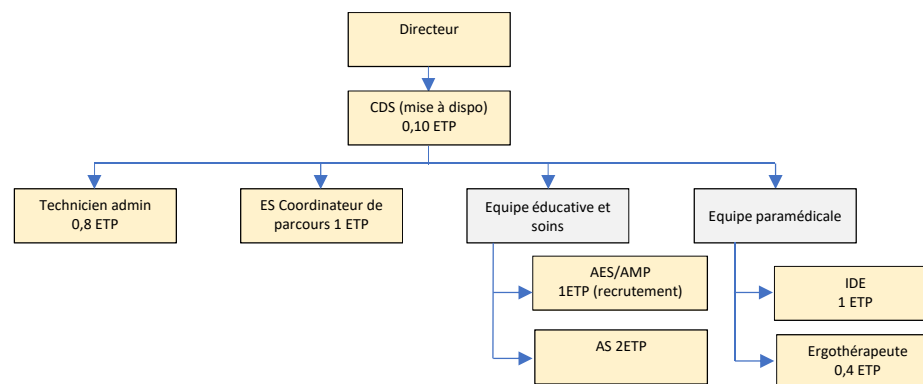 Directeur
CDS (mise à dispo)
0,10 ETP
Technicien admin
0,8 ETP
ES Coordinateur de
parcours 1 ETP
Equipe éducative et
soins
Equipe paramédicale
AES/AMP
1ETP (recrutement)
IDE
1 ETP
AS 2ETP
Ergothérapeute
0,4 ETP